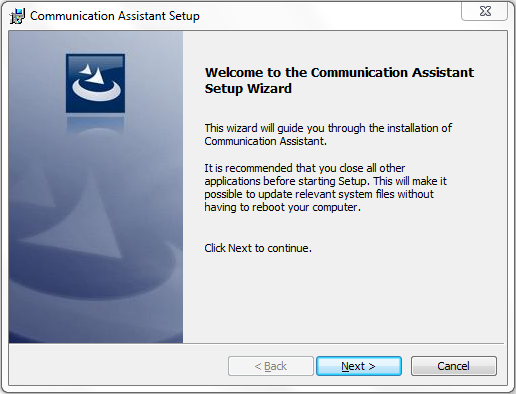 Communication Assistant Setup
Welcome to the Communication Assistant
Setup Wizard
This wizard will guide you through the installation of
Communication Assistant.
It is recommended that you close all other
applications before starting Setup. This will make it
possible to update relevant system files without
having to reboot your computer.
Click Next to continue.
< Back Next > Cancel